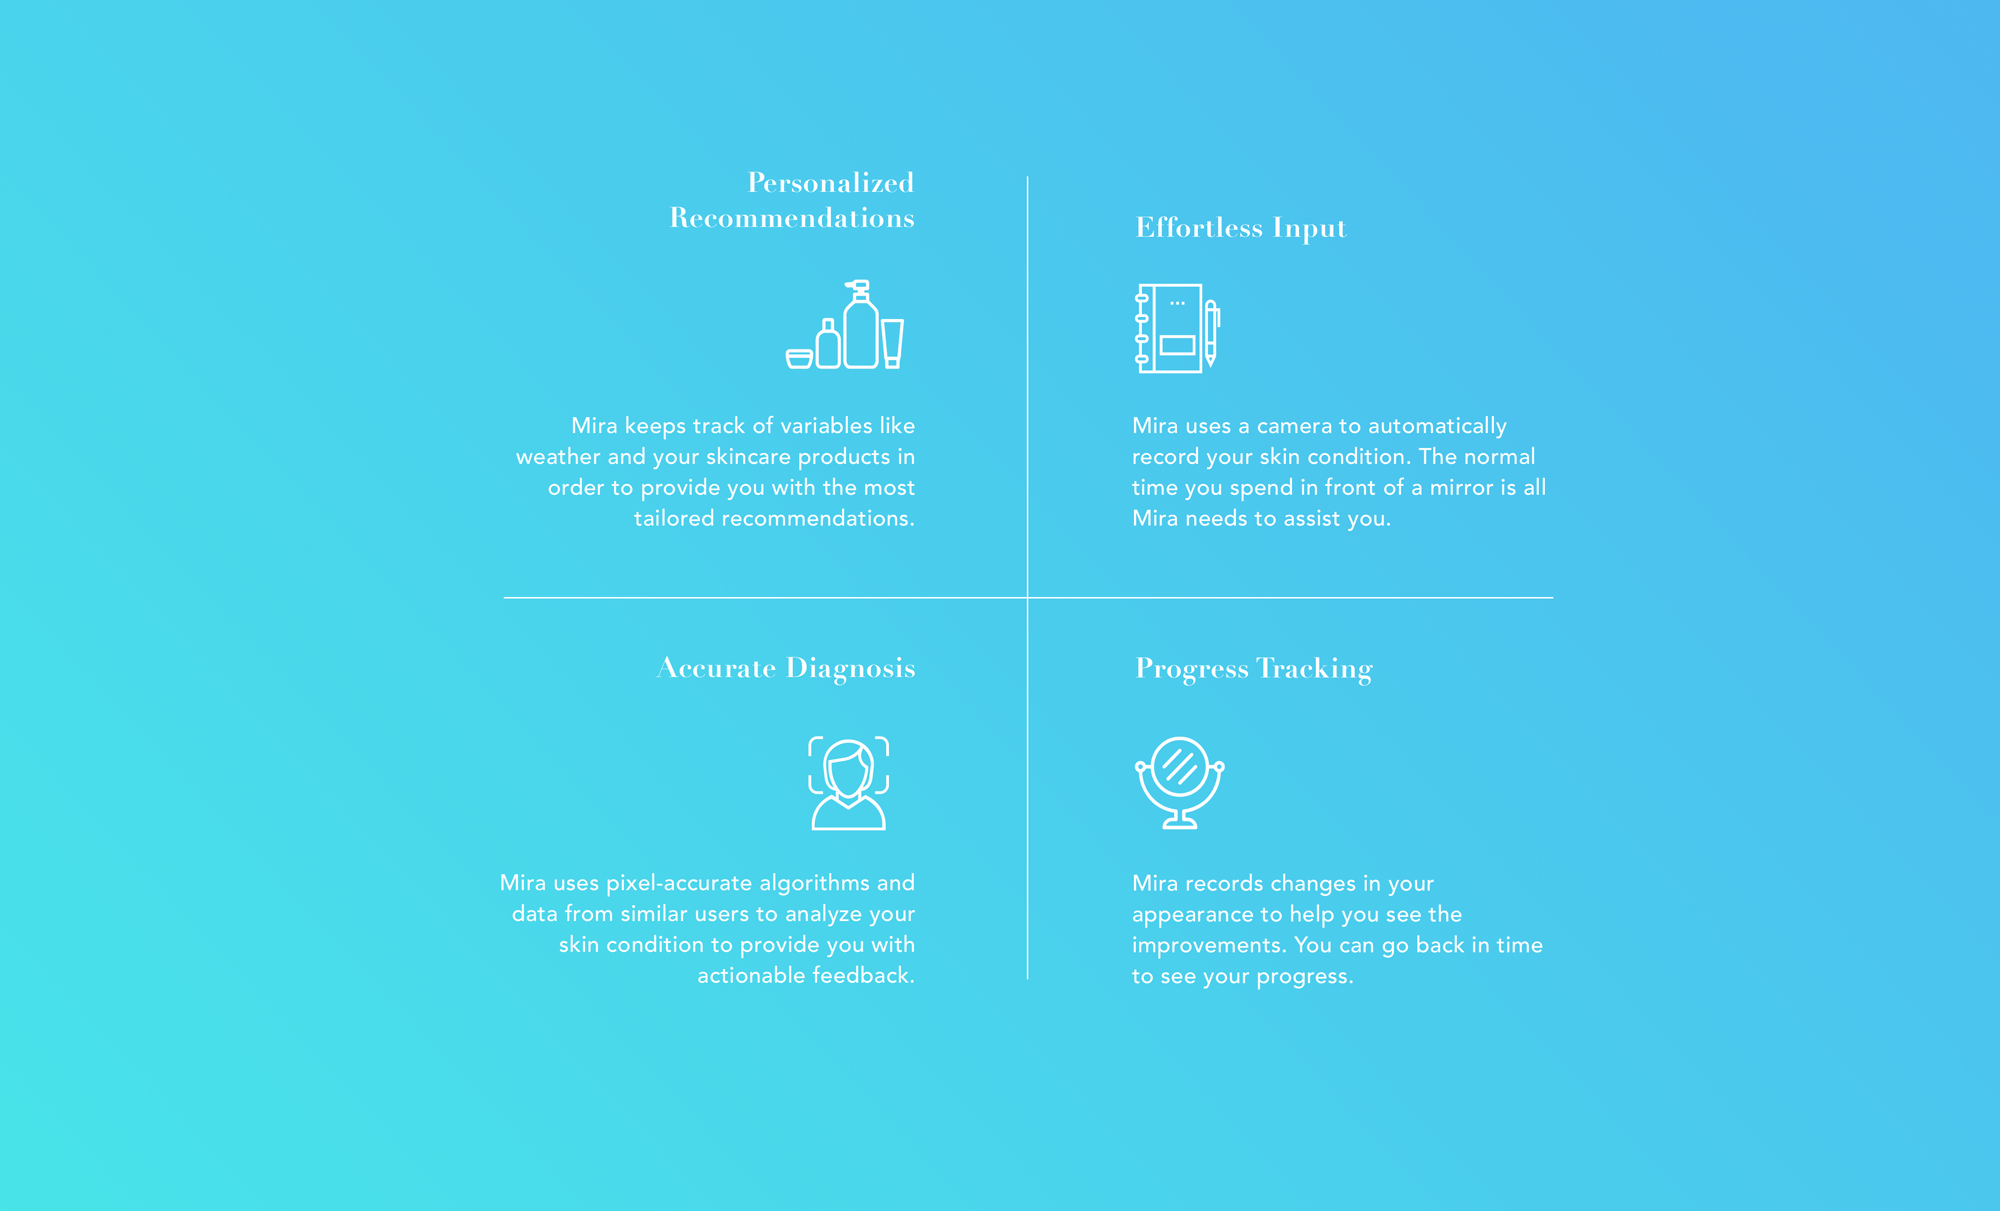 Personalized
Recommendations
Mira keeps track of variables like
weather and your skincare products in
order to provide you with the most
tailored recommendations.
Effortless Input
Mira uses a camera to automatically
record your skin condition. The normal
time you spend in front of a mirror is all
Mira needs to assist you.
Accurate Diagnosis
Mira uses pixel-accurate algorithms and
data from similar users to analyze your
skin condition to provide you with
actionable feedback.
Progress Tracking
Mira records changes in your
appearance to help you see the
improvements. You can go back in time
to see your progress.